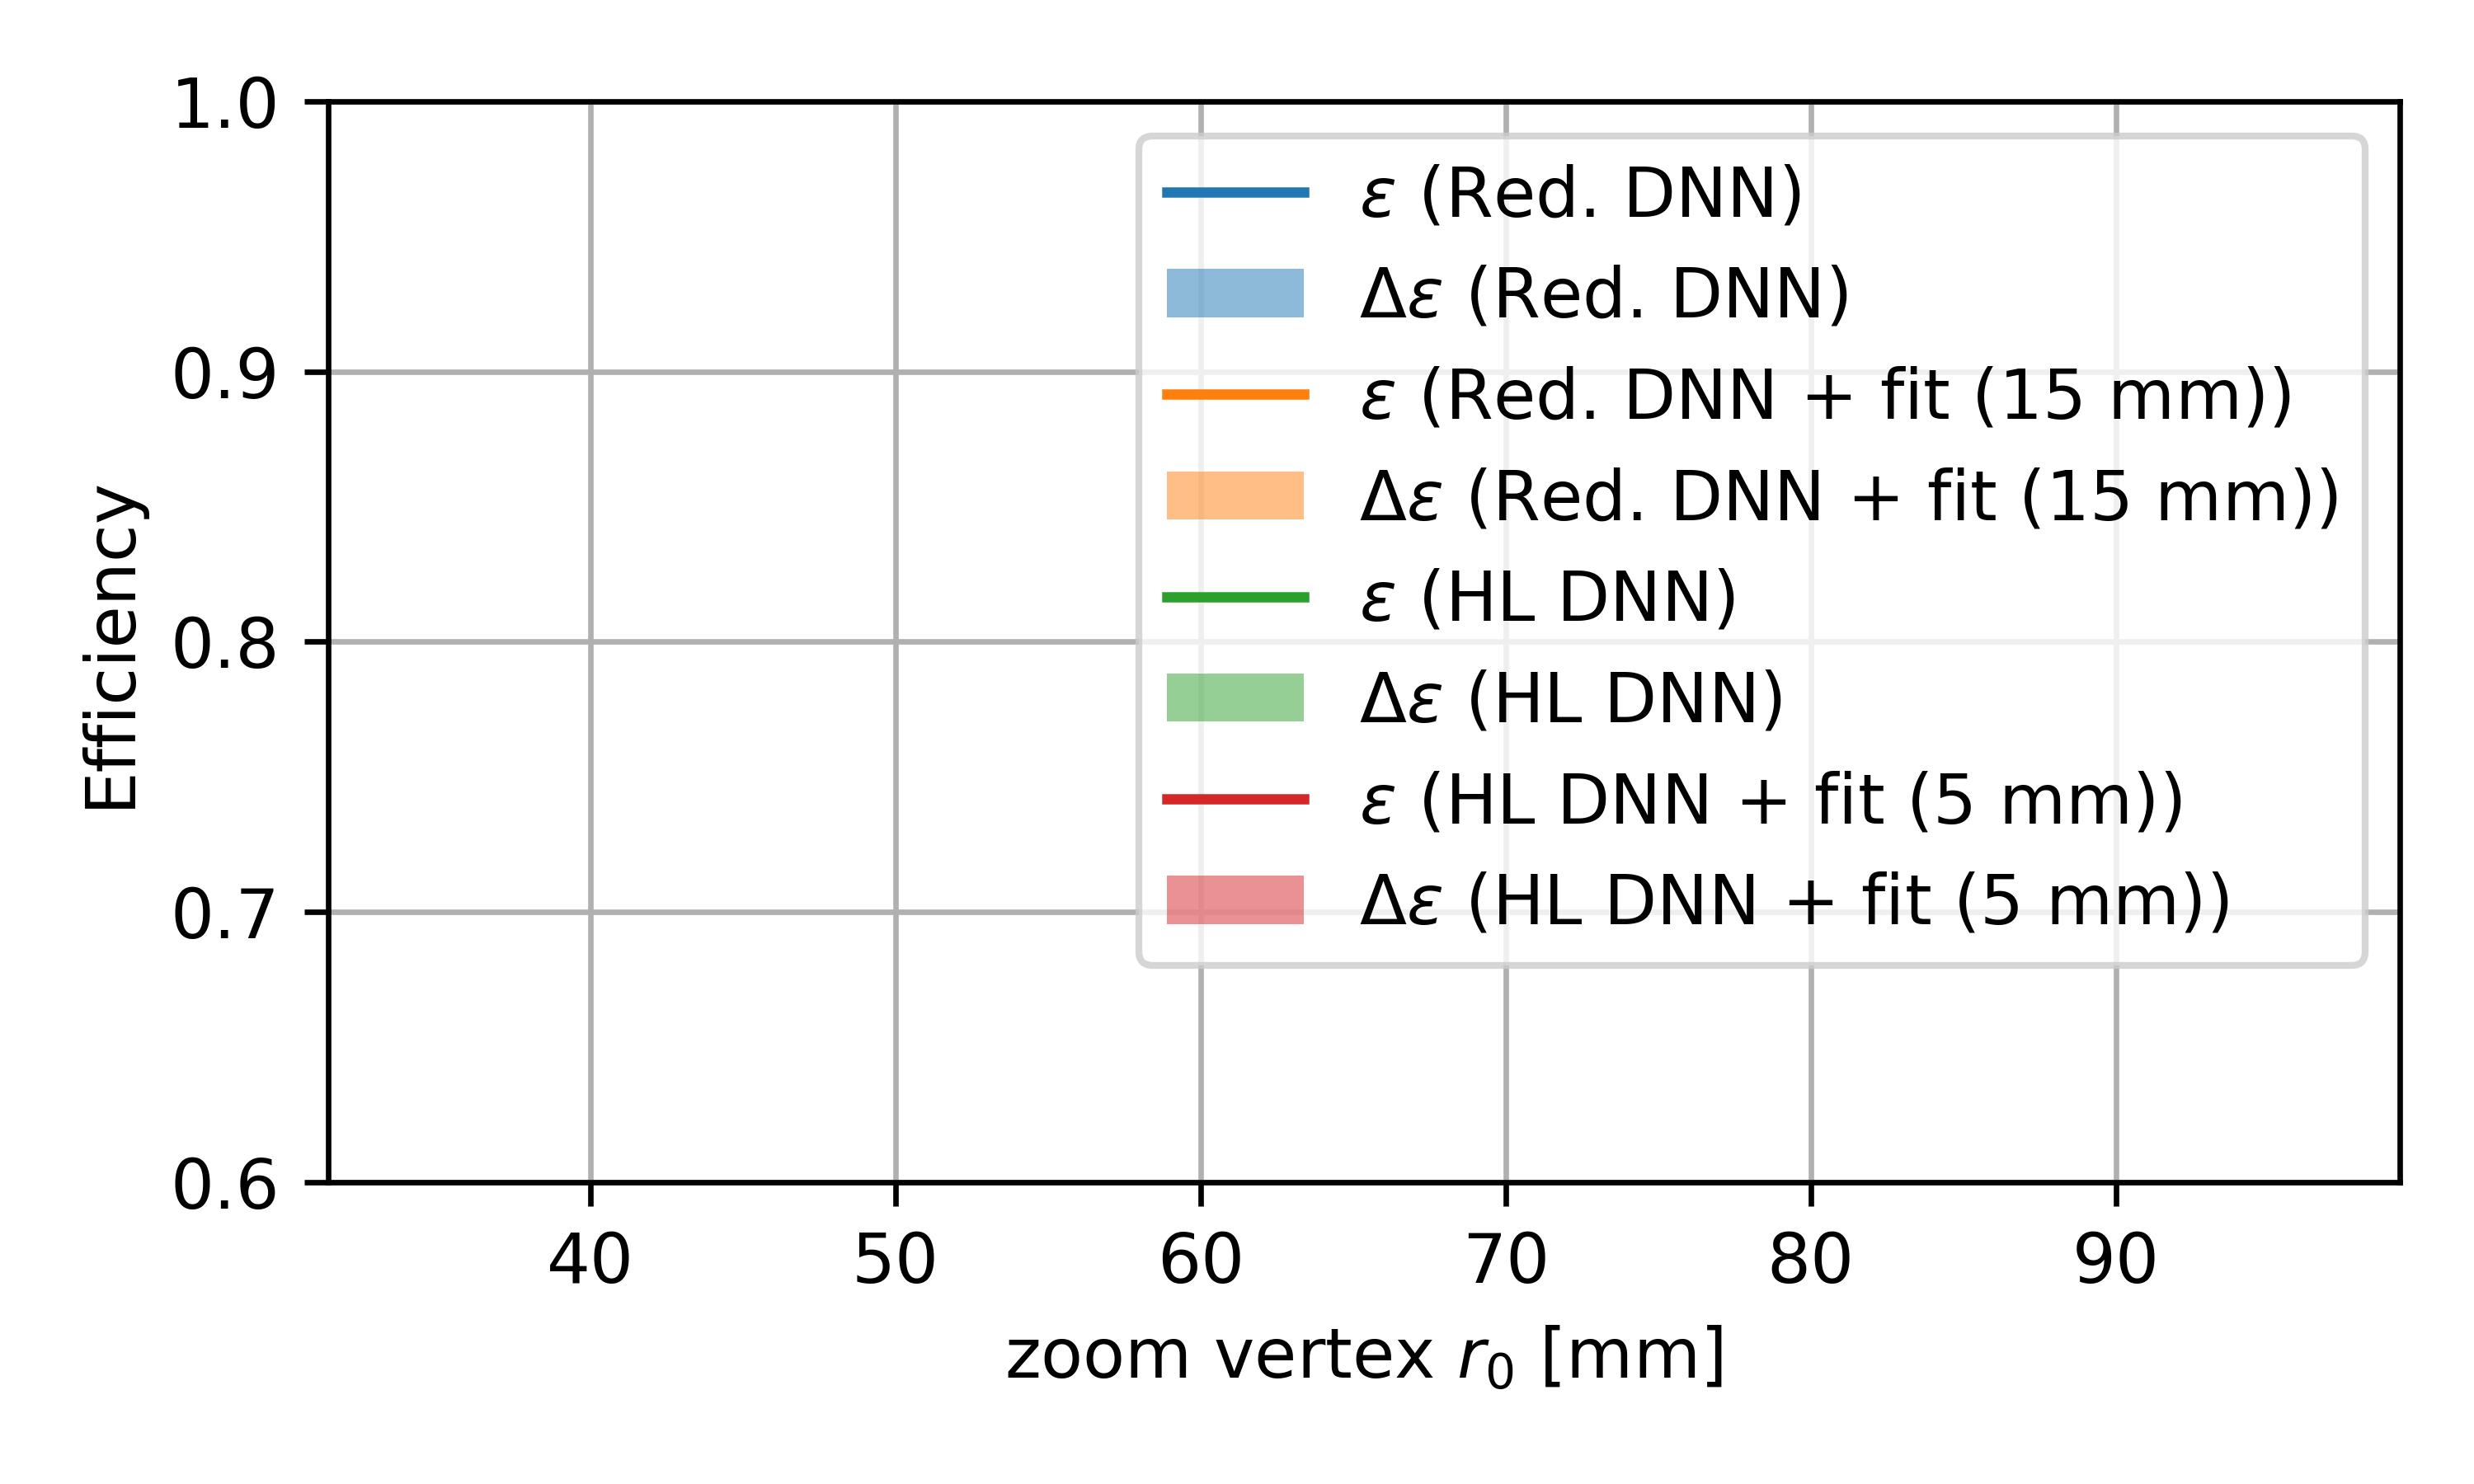 1.0
0.9
0.8
0.7
0.6
Efficiency
ε (Red. DNN)
Δε (Red. DNN)
ε (Red. DNN + fit (15 mm))
Δε (Red. DNN + fit (15 mm))
ε (HL DNN)
Δε (HL DNN)
ε (HL DNN + fit (5 mm))
Δε (HL DNN + fit (5 mm))
40 50 60 70 80 90
zoom vertex r₀ [mm]